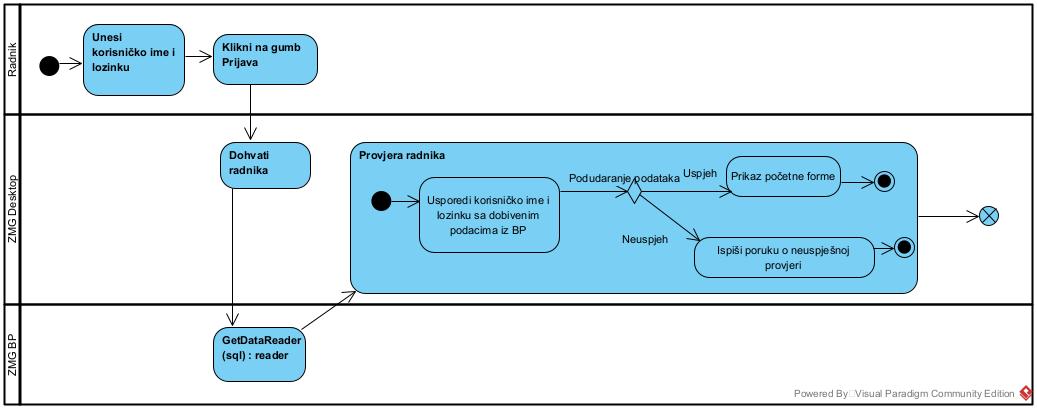 Radnik
Unesi
korisničko ime i
lozinku
Klikni na gumb
Prijava
ZMG Desktop
Dohvati
radnika
Provjera radnika
Usporedi korisničko ime i
lozinku sa dobivenim
podacima iz BP
Podudaranje podataka
Uspjeh
Prikaz početne forme
Neuspjeh
Ispiši poruku o neuspješnoj
provjeri
ZMG BP
GetDataReader
(sql) : reader
Powered By Visual Paradigm Community Edition